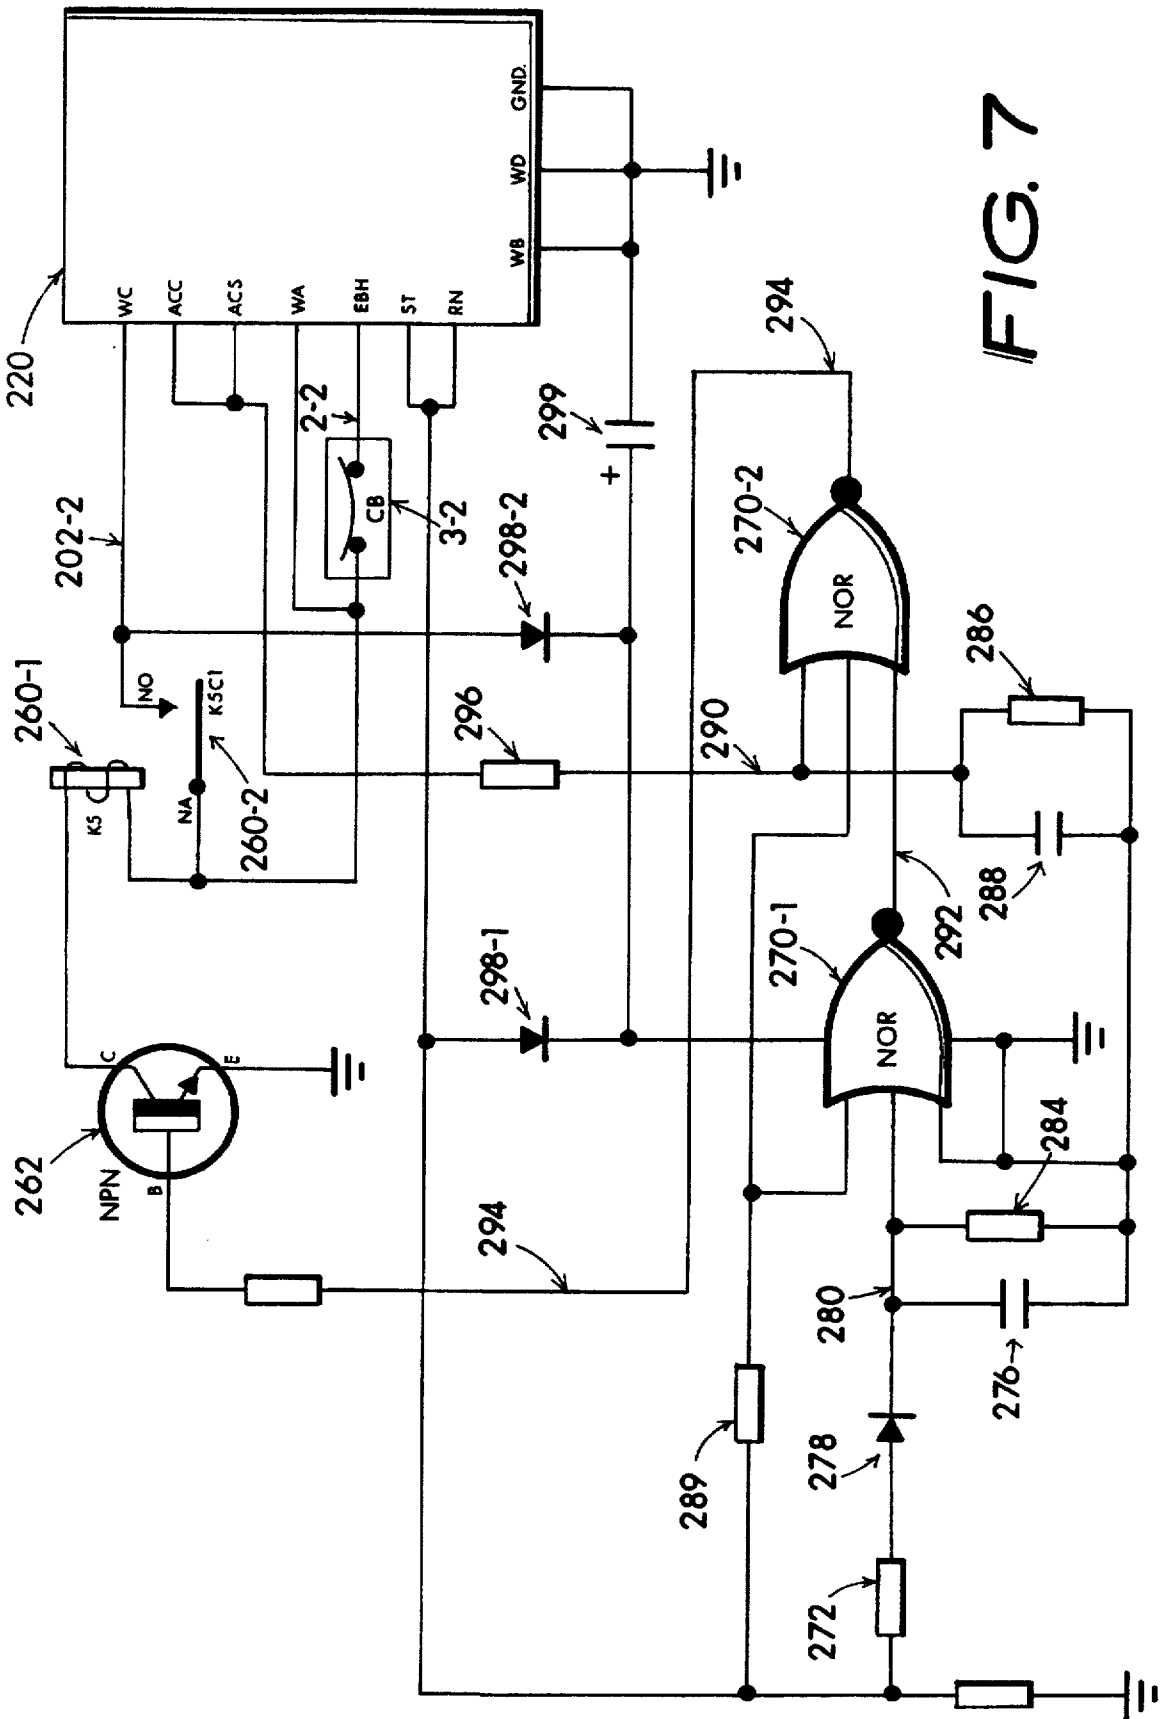 220
WC
ACC
ACS
WA
EBH
ST
RN
WB
WD
GND.
202-2
2-2
CB
3-2
298-2
299
+
260-1
NO
K5
K5C1
NA
260-2
296
290
294
270-2
NOR
286
288
292
270-1
NOR
298-1
262
NPN
C
E
B
294
284
280
276
289
278
272
FIG. 7